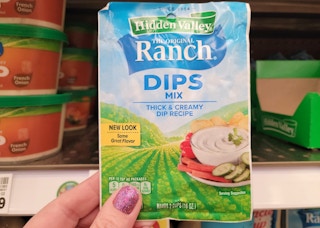 Hidden Valley
THE ORIGINAL
Ranch
DIPS
MIX
THICK & CREAMY
DIP RECIPE
NEW LOOK
Same
Great Flavor
French
Onion
French
Onion
9